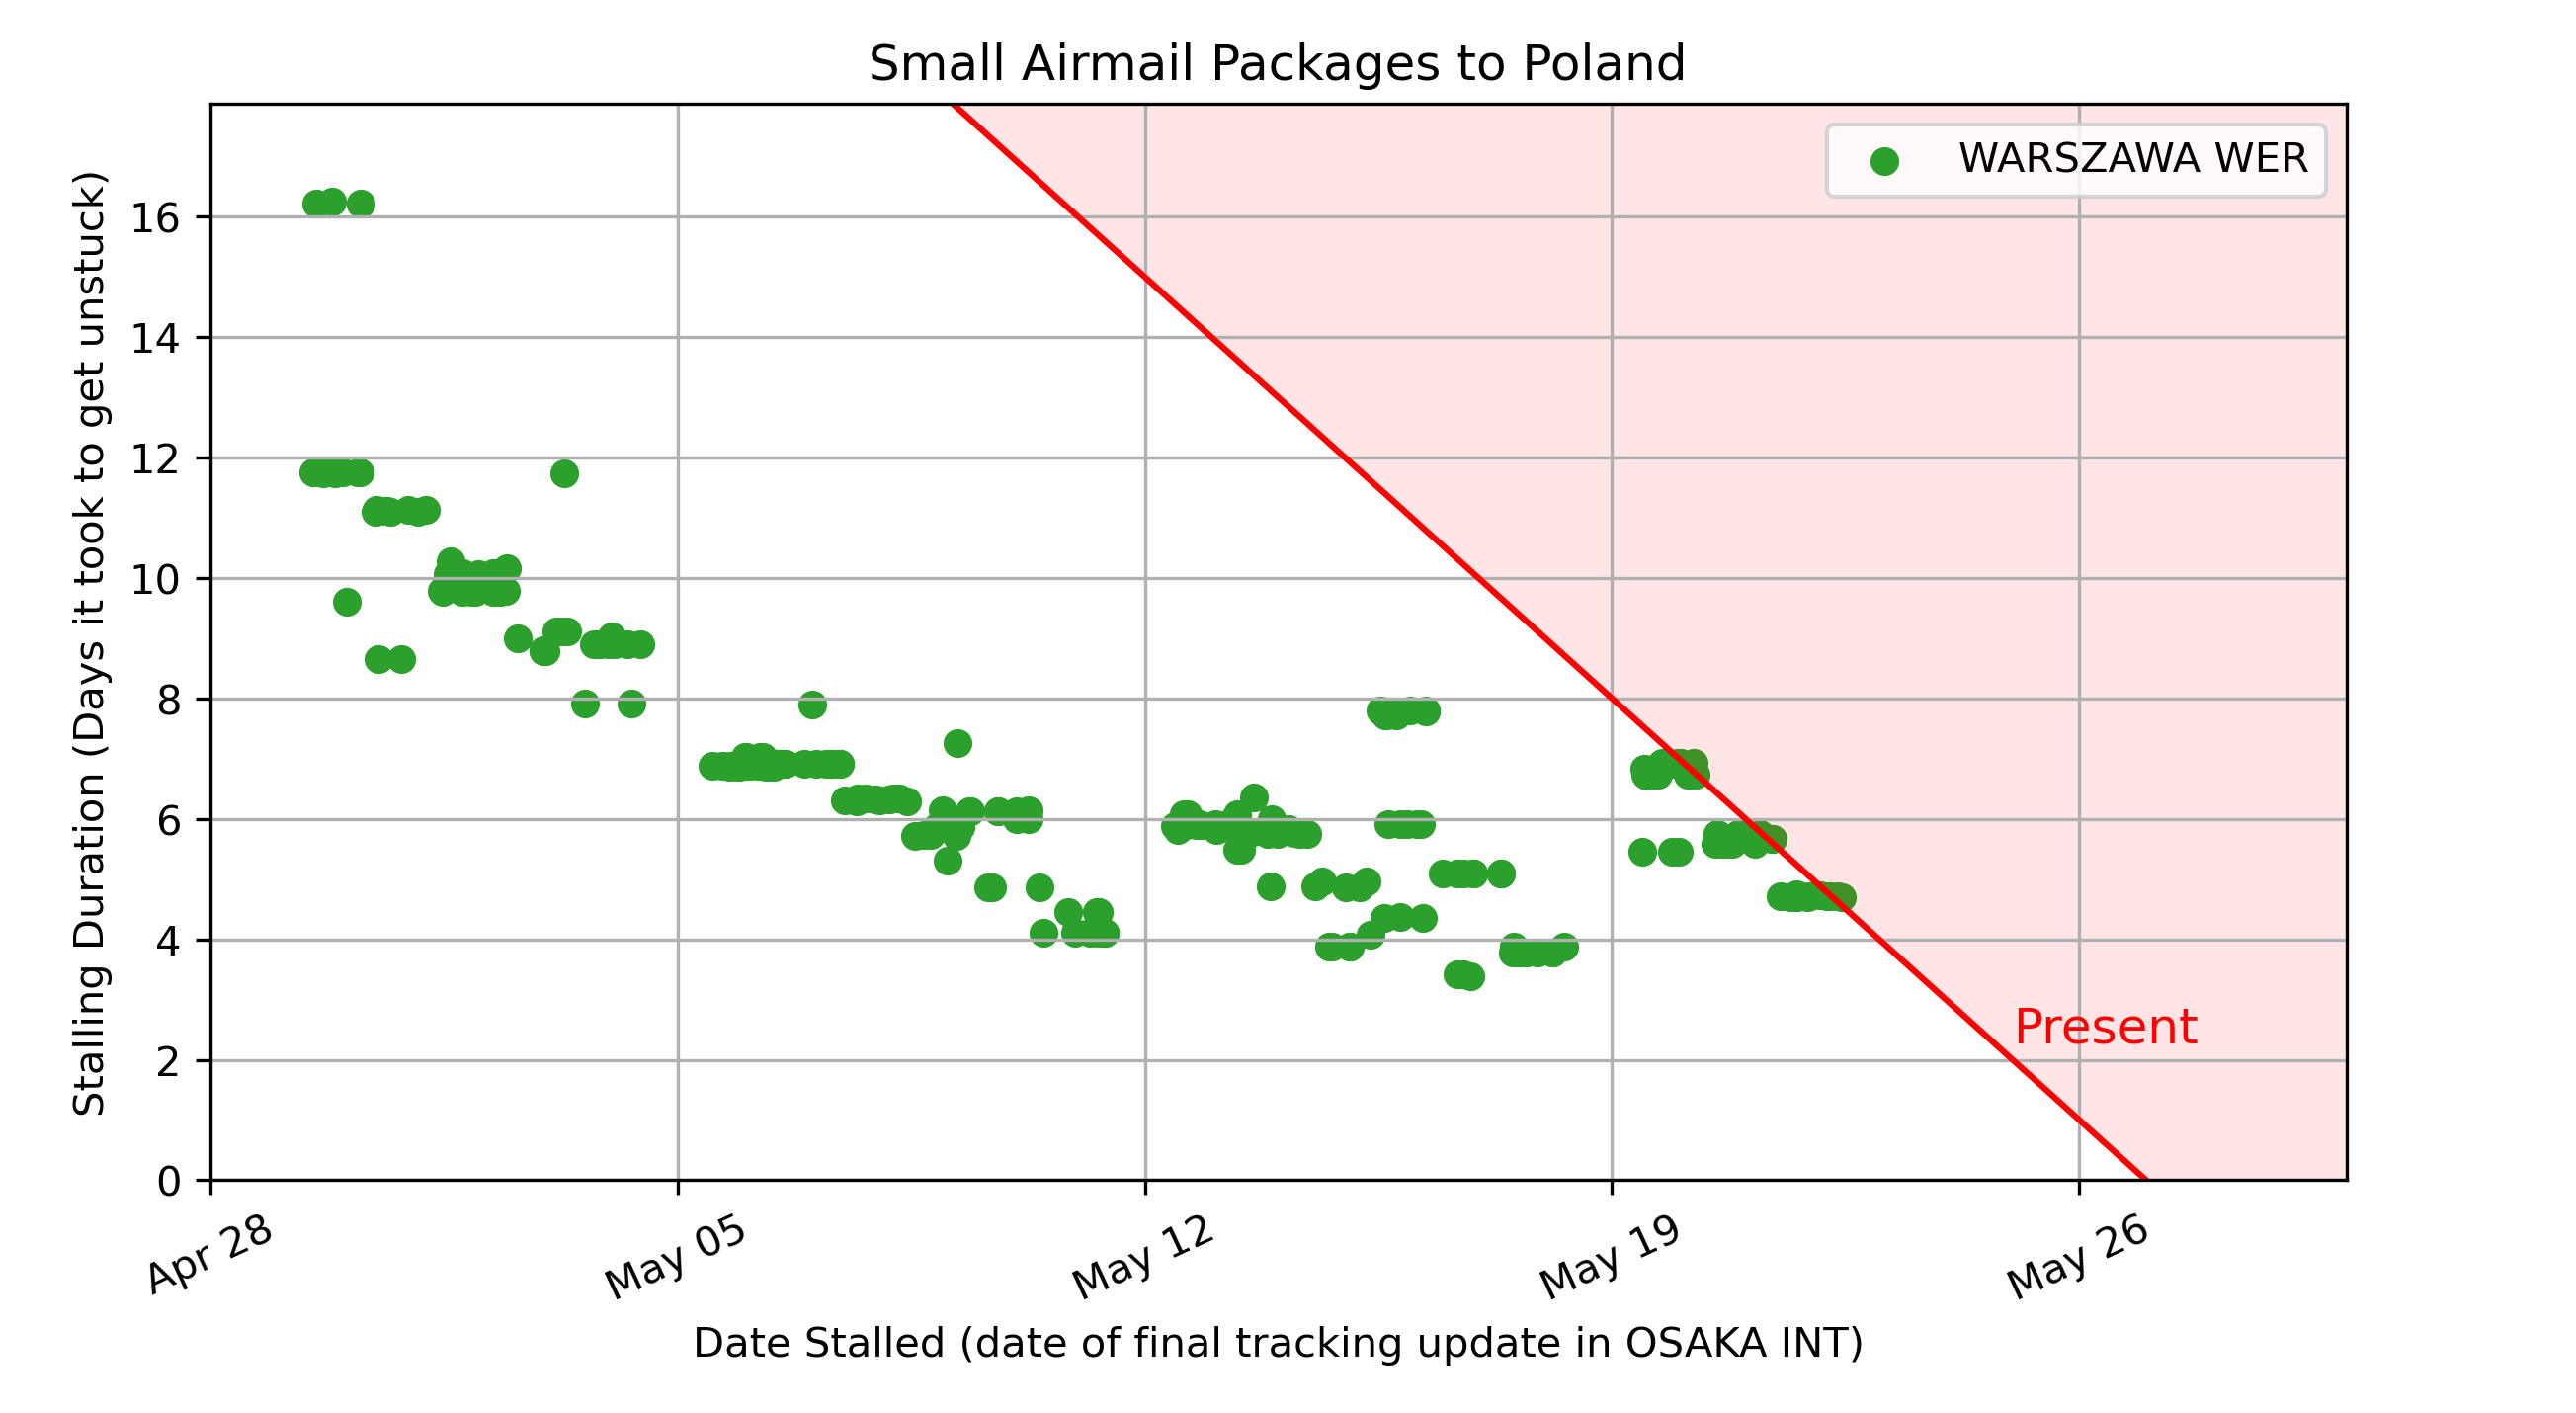 Small Airmail Packages to Poland
WARSZAWA WER
Stalling Duration (Days it took to get unstuck)
16
14
12
10
8
6
4
2
0
Present
Apr 28
May 05
May 12
May 19
May 26
Date Stalled (date of final tracking update in OSAKA INT)